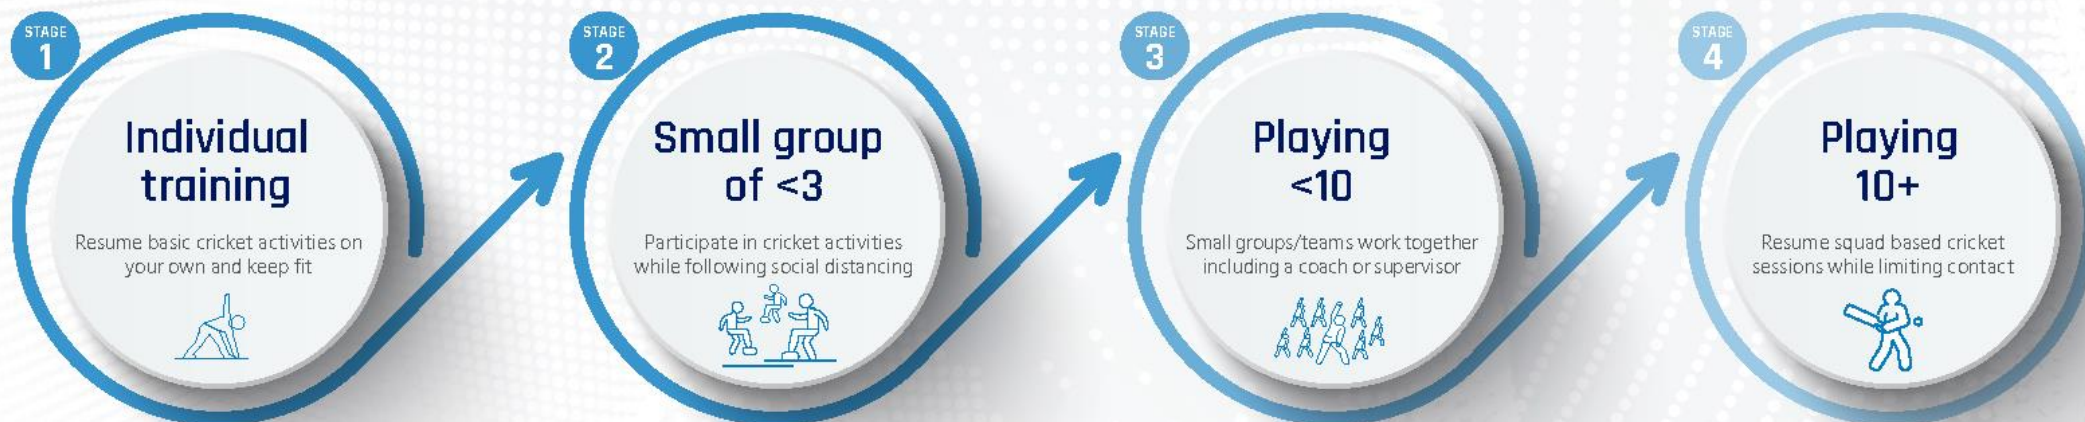 STAGE
1
Individual
training
Resume basic cricket activities on
your own and keep fit
STAGE
2
Small group
of <3
Participate in cricket activities
while following social distancing
STAGE
3
Playing
<10
Small groups/teams work together
including a coach or supervisor
STAGE
4
Playing
10+
Resume squad based cricket
sessions while limiting contact